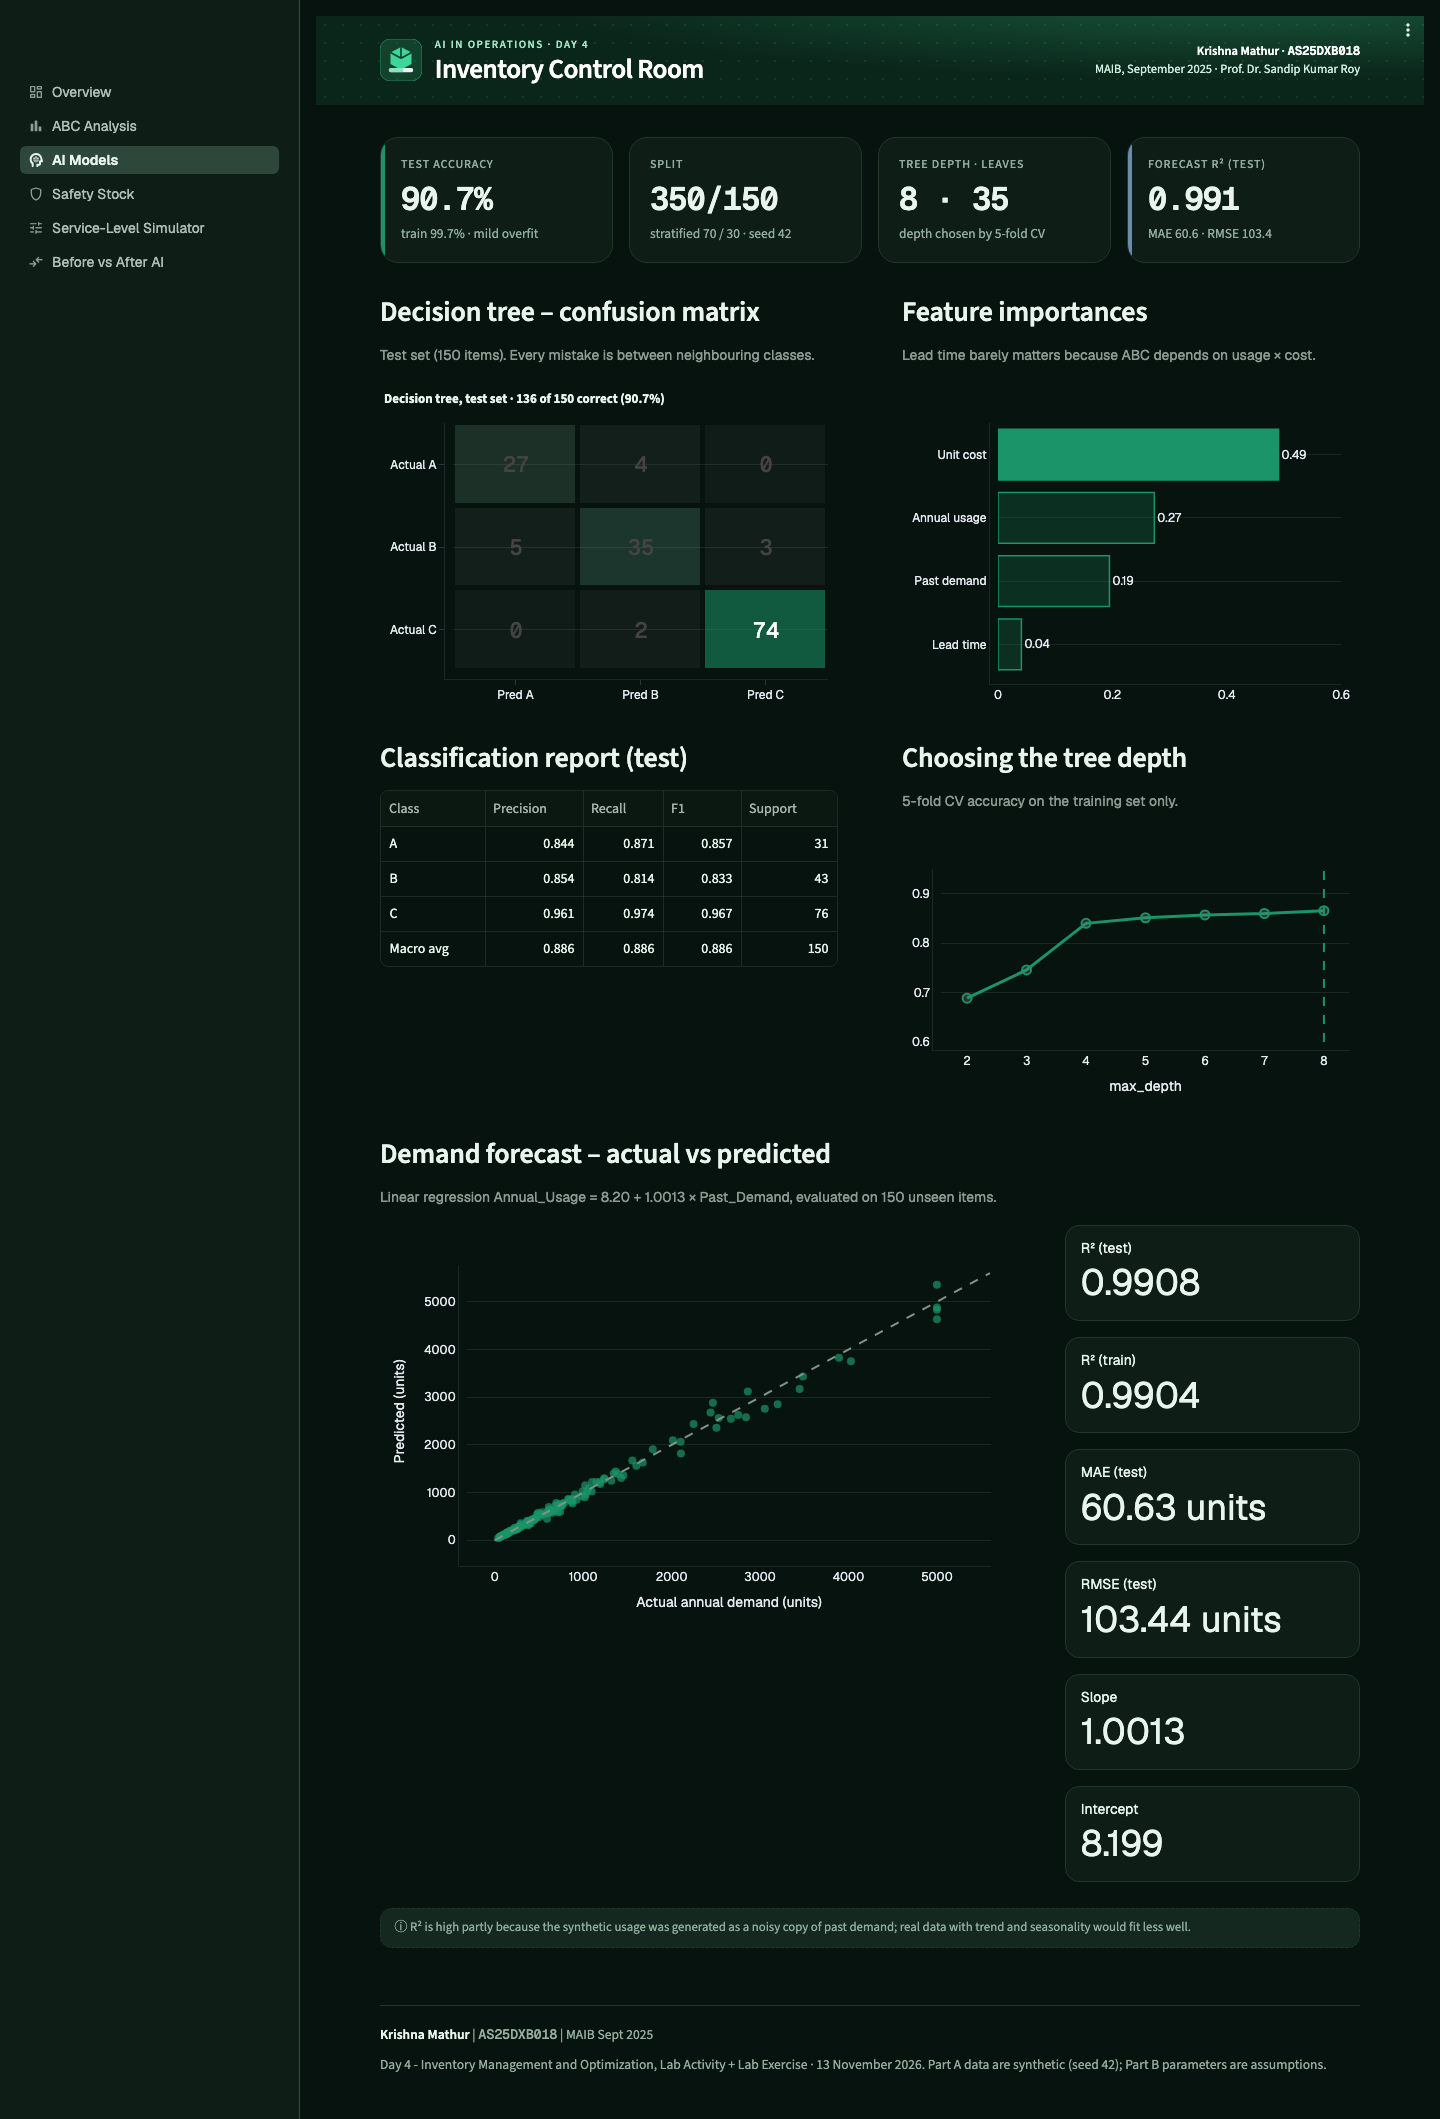 Overview
ABC Analysis
AI Models
Safety Stock
Service-Level Simulator
Before vs After AI
AI IN OPERATIONS · DAY 4
Inventory Control Room
Krishna Mathur · AS25DXB018
MAIB, September 2025 · Prof. Dr. Sandip Kumar Roy
TEST ACCURACY
90.7%
train 99.7% · mild overfit
SPLIT
350/150
stratified 70 / 30 · seed 42
TREE DEPTH · LEAVES
8 · 35
depth chosen by 5-fold CV
FORECAST R² (TEST)
0.991
MAE 60.6 · RMSE 103.4
Decision tree – confusion matrix
Test set (150 items). Every mistake is between neighbouring classes.
Decision tree, test set · 136 of 150 correct (90.7%)
Actual A 27 4 0
Actual B 5 35 3
Actual C 0 2 74
Pred A Pred B Pred C
Feature importances
Lead time barely matters because ABC depends on usage × cost.
Unit cost 0.49
Annual usage 0.27
Past demand 0.19
Lead time 0.04
0 0.2 0.4 0.6
Classification report (test)
Class Precision Recall F1 Support
A 0.844 0.871 0.857 31
B 0.854 0.814 0.833 43
C 0.961 0.974 0.967 76
Macro avg 0.886 0.886 0.886 150
Choosing the tree depth
5-fold CV accuracy on the training set only.
0.9
0.8
0.7
0.6
2 3 4 5 6 7 8
max_depth
Demand forecast – actual vs predicted
Linear regression Annual_Usage = 8.20 + 1.0013 × Past_Demand, evaluated on 150 unseen items.
Predicted (units)
5000
4000
3000
2000
1000
0
0 1000 2000 3000 4000 5000
Actual annual demand (units)
R² (test)
0.9908
R² (train)
0.9904
MAE (test)
60.63 units
RMSE (test)
103.44 units
Slope
1.0013
Intercept
8.199
ⓘ R² is high partly because the synthetic usage was generated as a noisy copy of past demand; real data with trend and seasonality would fit less well.
Krishna Mathur | AS25DXB018 | MAIB Sept 2025
Day 4 - Inventory Management and Optimization, Lab Activity + Lab Exercise · 13 November 2026. Part A data are synthetic (seed 42); Part B parameters are assumptions.